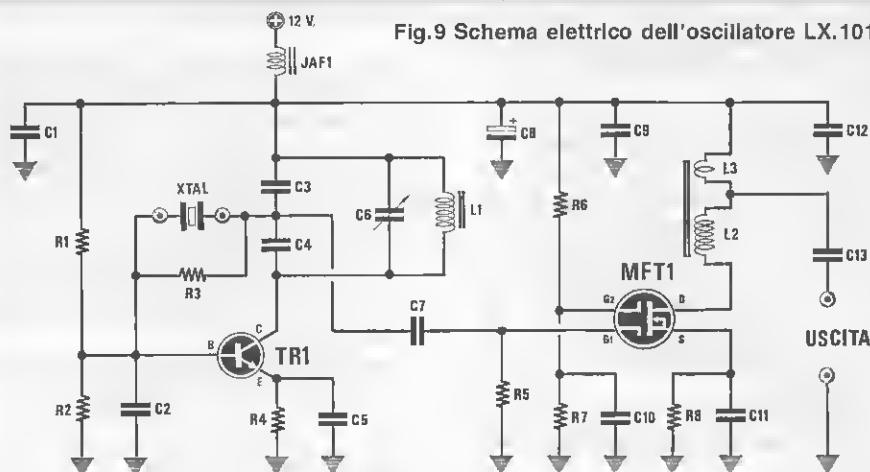 12 V.
Fig.9 Schema elettrico dell'oscillatore LX.101
JAF1
C1
C8
C9
C12
XTAL
C3
C6
L1
L3
R6
L2
R1
C4
R3
MFT1
C13
C7
G2
D
G1
S
USCITA
C
B
TR1
E
R2
C2
R4
C5
R5
R7
C10
R8
C11